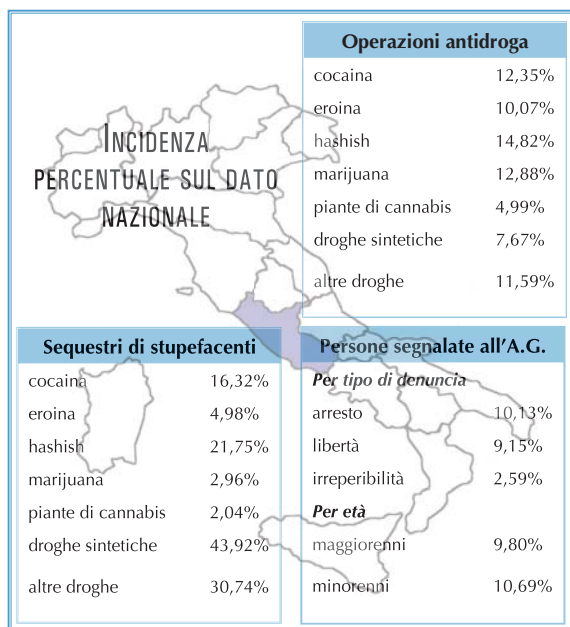 INCIDENZA
PERCENTUALE SUL DATO
NAZIONALE
Operazioni antidroga
cocaina 12,35%
eroina 10,07%
hashish 14,82%
marijuana 12,88%
piante di cannabis 4,99%
droghe sintetiche 7,67%
altre droghe 11,59%
Sequestri di stupefacenti
cocaina 16,32%
eroina 4,98%
hashish 21,75%
marijuana 2,96%
piante di cannabis 2,04%
droghe sintetiche 43,92%
altre droghe 30,74%
Persone segnalate all'A.G.
Per tipo di denuncia
arresto 10,13%
libertà 9,15%
irreperibilità 2,59%
Per età
maggiorenni 9,80%
minorenni 10,69%